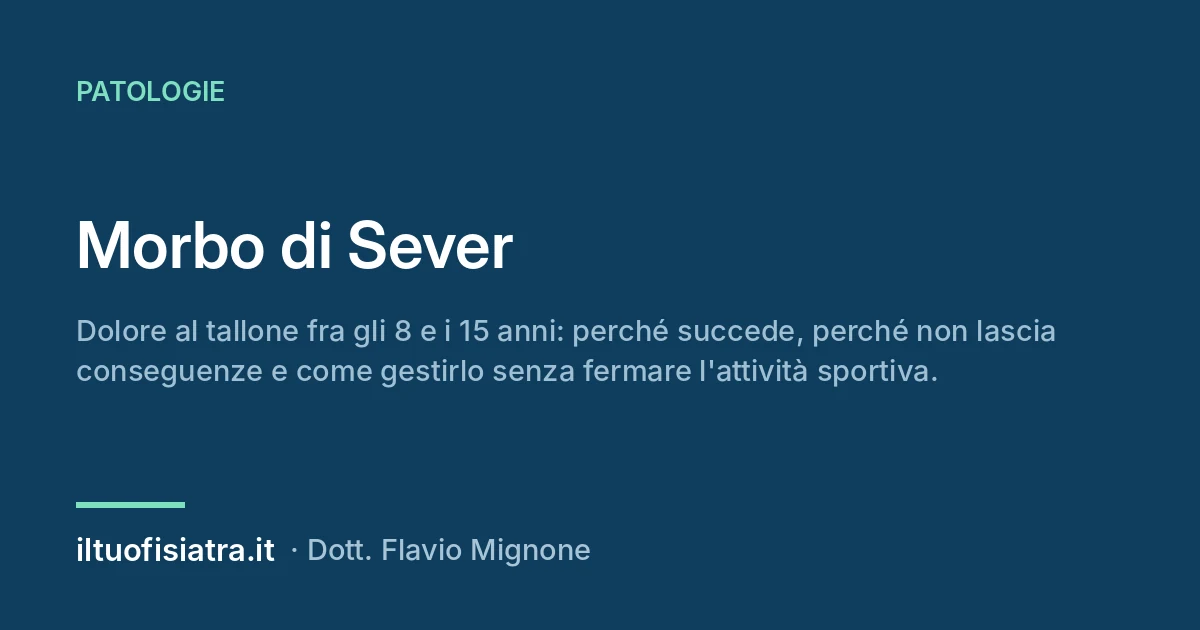 PATOLOGIE
Morbo di Sever
Dolore al tallone fra gli 8 e i 15 anni: perché succede, perché non lascia
conseguenze e come gestirlo senza fermare l'attività sportiva.
iltuofisiatra.it · Dott. Flavio Mignone